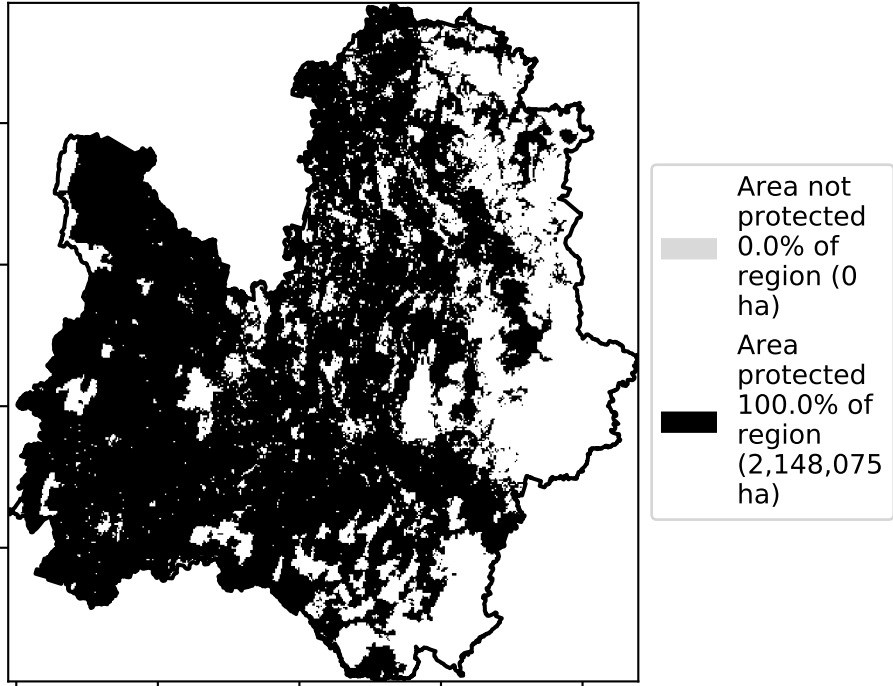 Area not
protected
0.0% of
region (0
ha)
Area
protected
100.0% of
region
(2,148,075
ha)